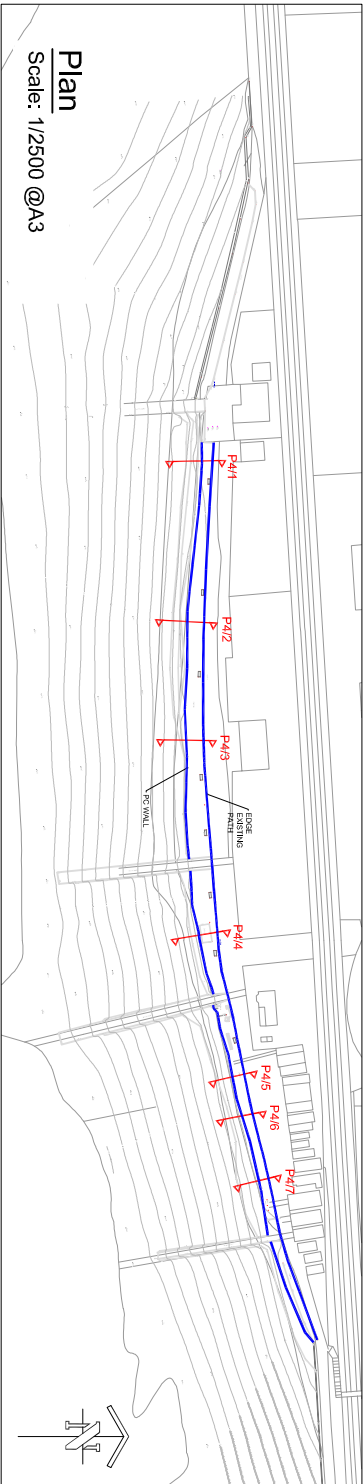 Plan
Scale: 1/2500 @A3
P4/1
P4/2
P4/3
EDGE
EXISTING
PATH
PC WALL
P4/4
P4/5
P4/6
P4/7
N